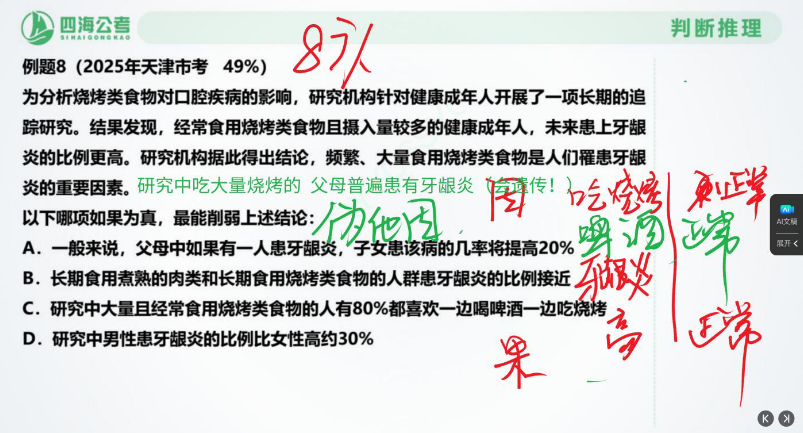 四海公考
SIHAIGONGKAO
判断推理
8不
例题8（2025年天津市考 49%）
为分析烧烤类食物对口腔疾病的影响，研究机构针对健康成年人开展了一项长期的追
踪研究。结果发现，经常食用烧烤类食物且摄入量较多的健康成年人，未来患上牙龈
炎的比例更高。研究机构据此得出结论，频繁、大量食用烧烤类食物是人们罹患牙龈
炎的重要因素。研究中吃大量烧烤的 父母普遍患有牙龈炎（会遗传！）
以下哪项如果为真，最能削弱上述结论：
A．一般来说，父母中如果有一人患牙龈炎，子女患该病的几率将提高20%
B．长期食用煮熟的肉类和长期食用烧烤类食物的人群患牙龈炎的比例接近
C．研究中大量且经常食用烧烤类食物的人有80%都喜欢一边喝啤酒一边吃烧烤
D．研究中男性患牙龈炎的比例比女性高约30%
他因
因 吃烧烤 正常
啤酒 正常
牙龈炎
果 高 正常
AI
AI文稿
展开